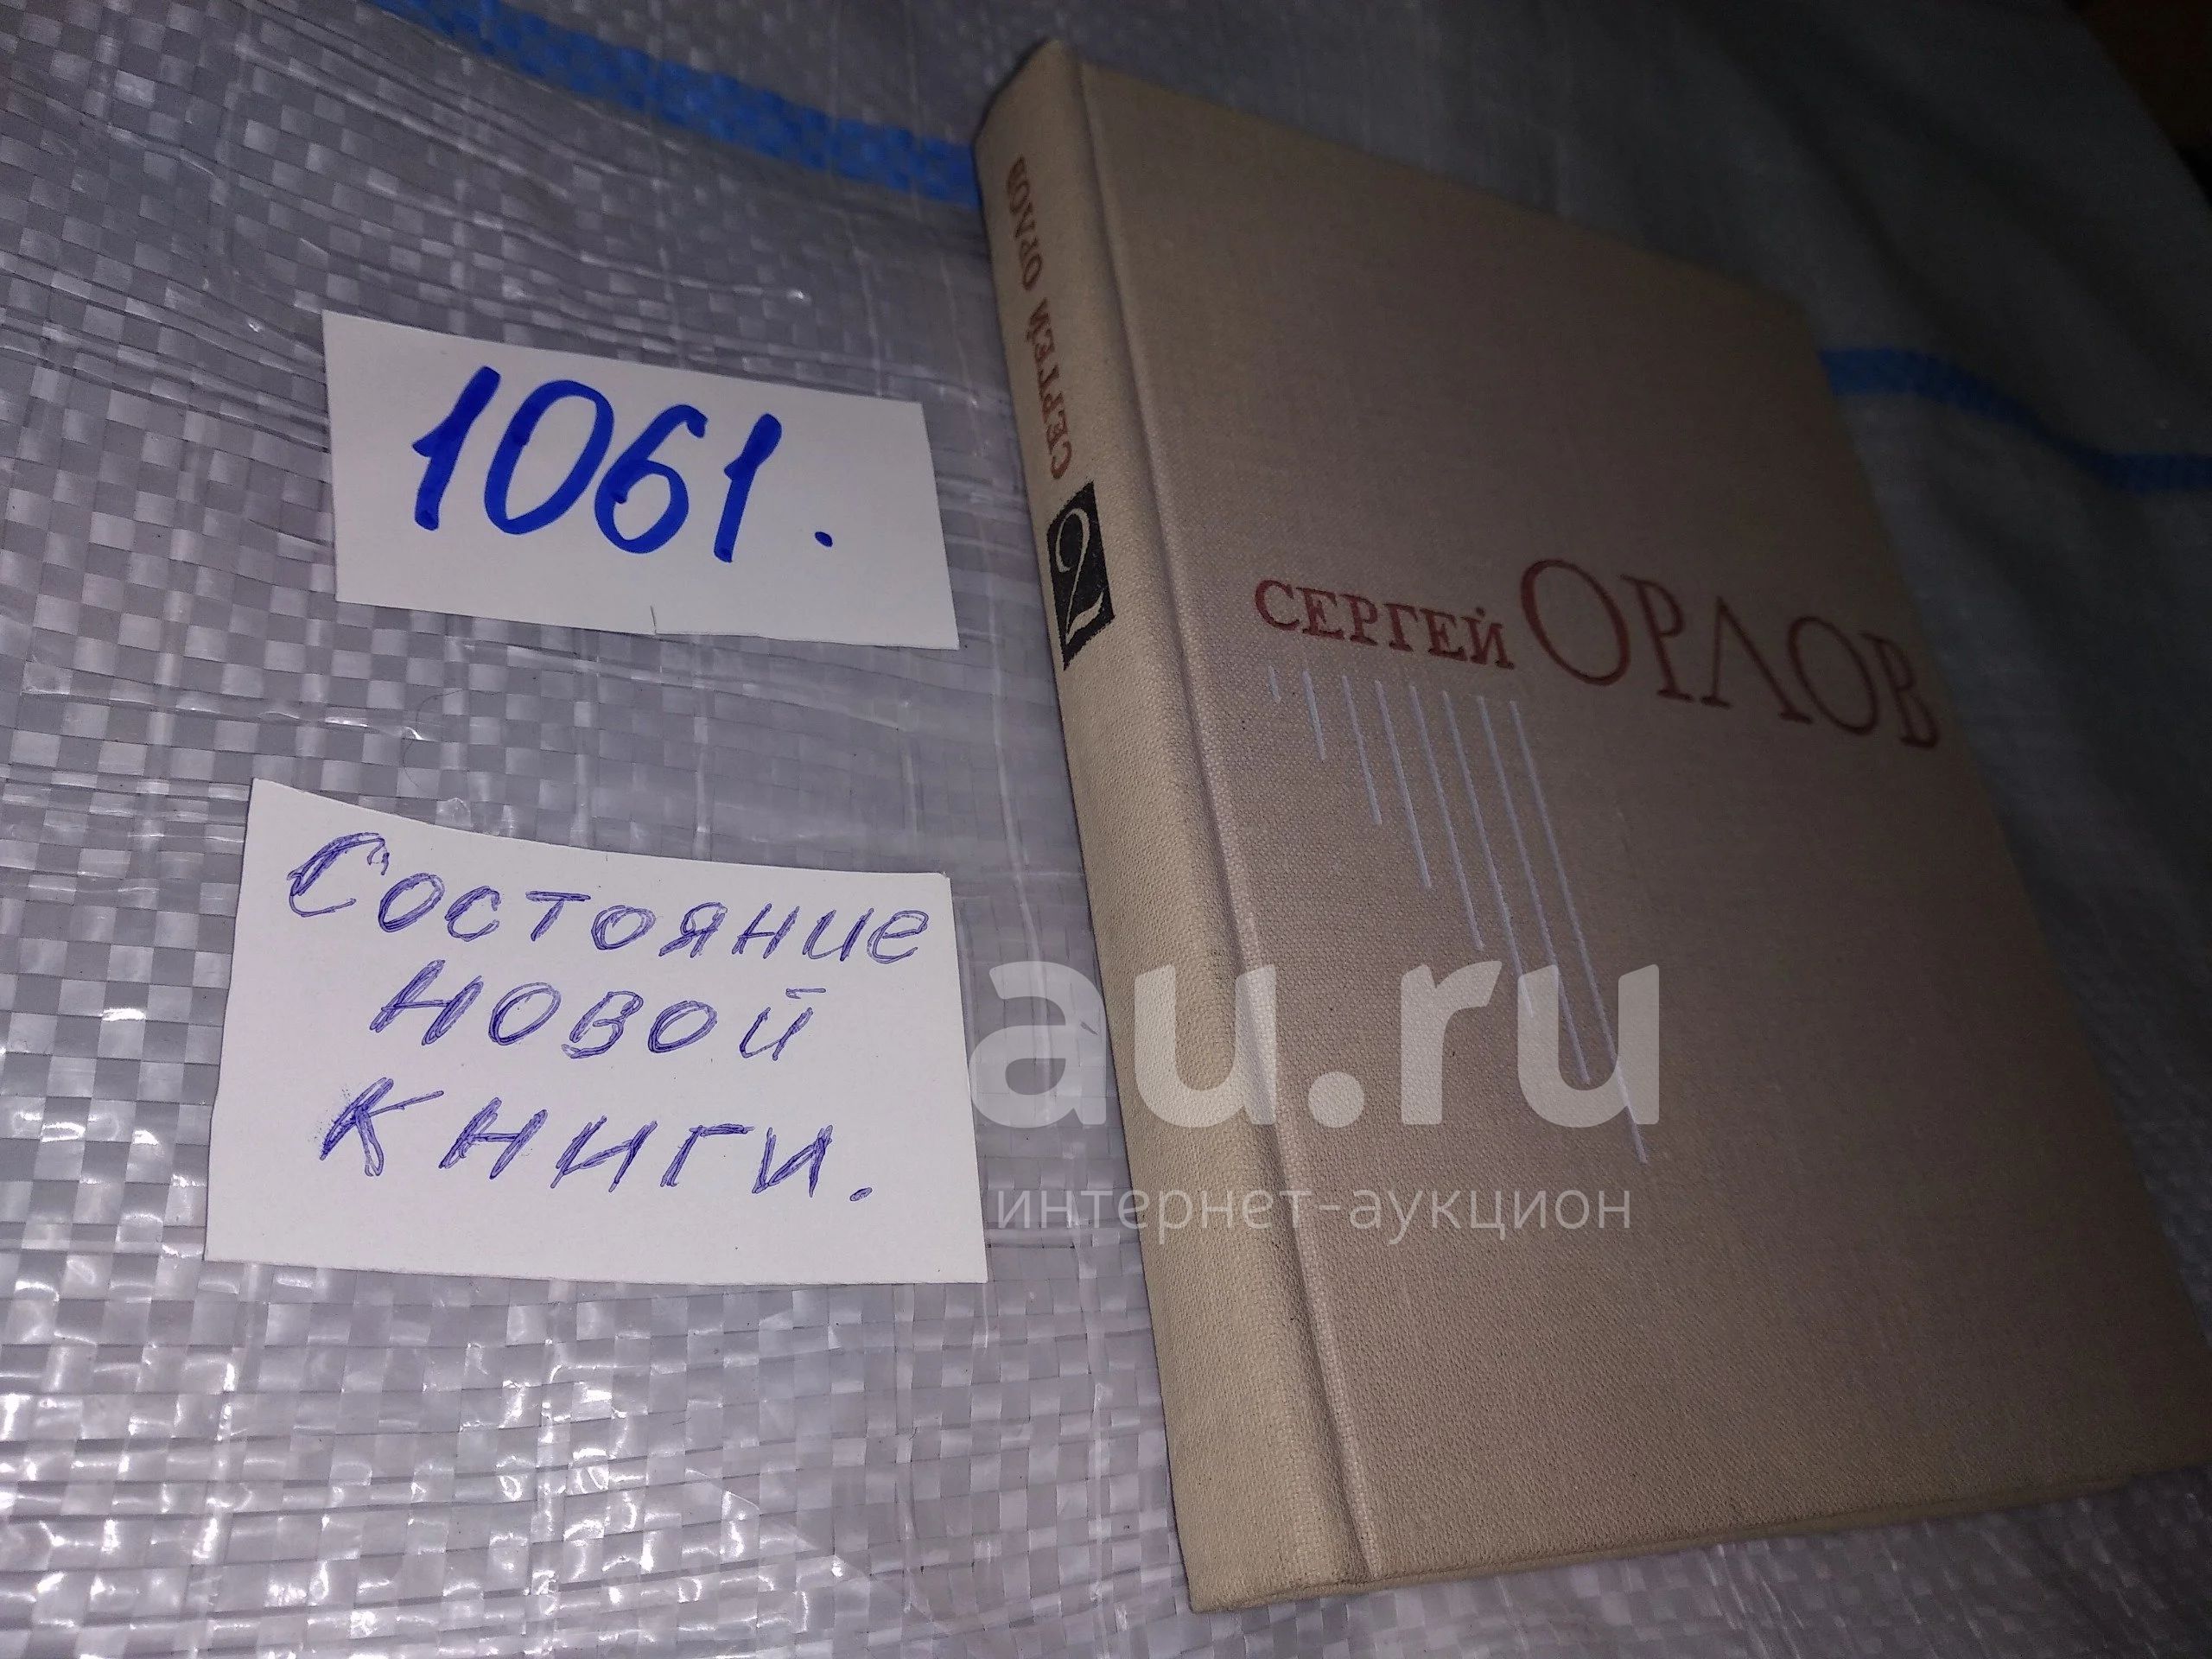 1061.
Состояние
новой
книги.
СЕРГЕЙ ОРЛОВ
2
СЕРГЕЙ ОРЛОВ
au.ru
интернет-аукцион